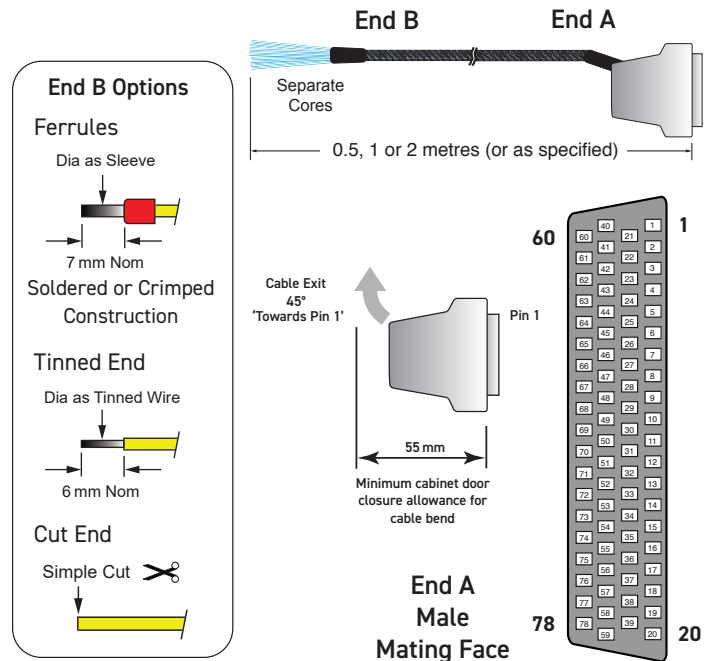 End B
End A
Separate
Cores
0.5, 1 or 2 metres (or as specified)
End B Options
Ferrules
Dia as Sleeve
7 mm Nom
Soldered or Crimped
Construction
Tinned End
Dia as Tinned Wire
6 mm Nom
Cut End
Simple Cut
Cable Exit
45°
'Towards Pin 1'
Pin 1
55 mm
Minimum cabinet door
closure allowance for
cable bend
End A
Male
Mating Face
60
1
78
20
40 1
60 21
41 2
61 22
42 3
62 23
43 4
63 24
44 5
64 25
45 6
65 26
46 7
66 27
47 8
67 28
48 9
68 29
49 10
69 30
50 11
70 31
51 12
71 32
52 13
72 33
53 14
73 34
54 15
74 35
55 16
75 36
56 17
76 37
57 18
77 38
58 19
78 39
59 20